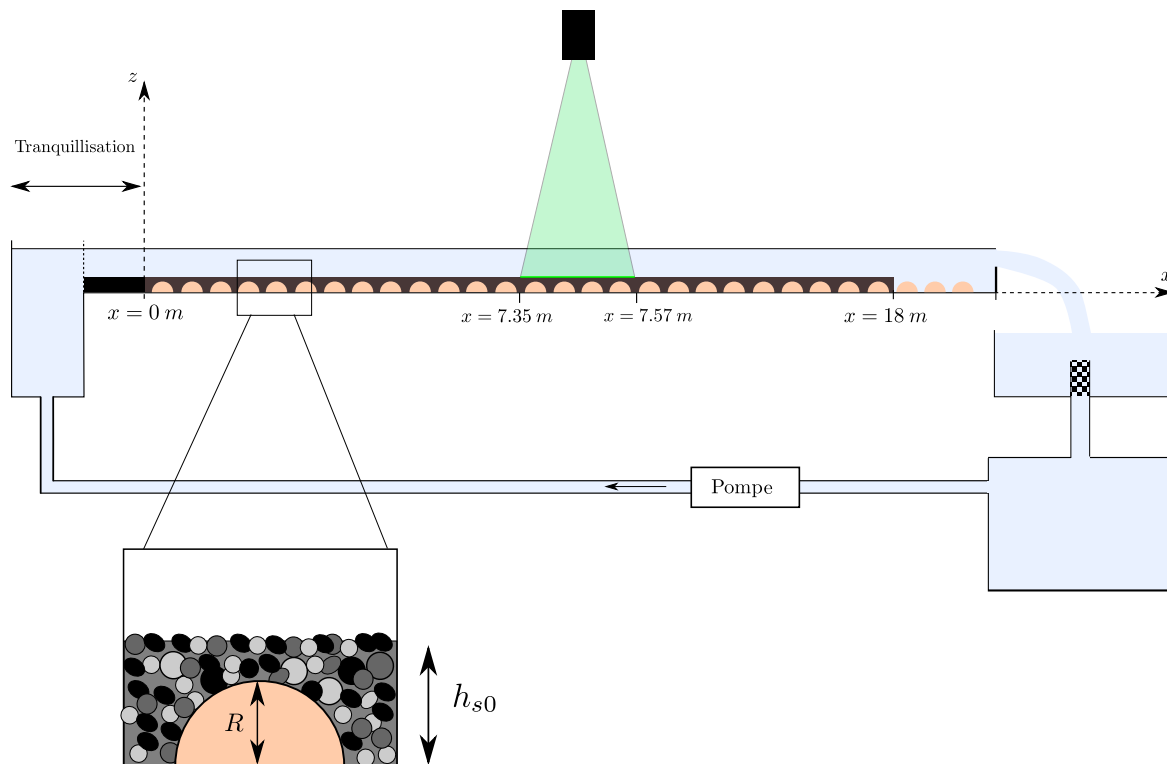 z
Tranquillisation
x
x = 0 m
x = 7.35 m
x = 7.57 m
x = 18 m
Pompe
R
h_{s0}